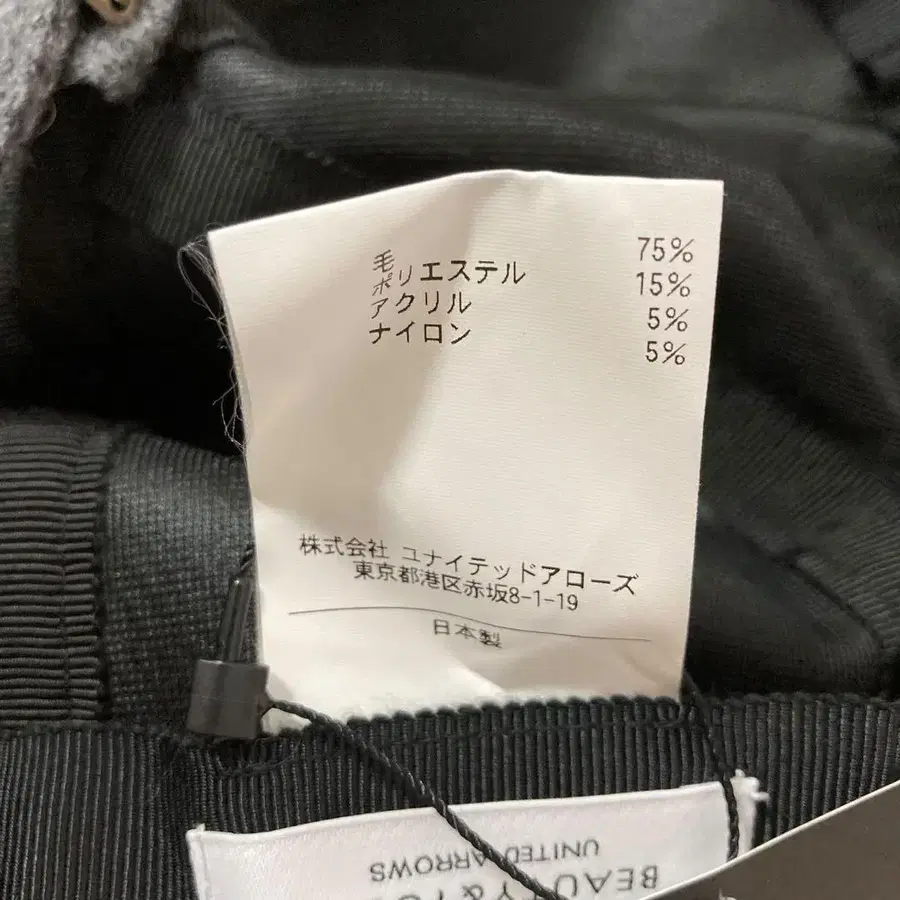 毛 75%
ポリエステル 15%
アクリル 5%
ナイロン 5%
株式会社 ユナイテッドアローズ
東京都港区赤坂8-1-19
日本製
UNITED ARROWS
BEAUTY &